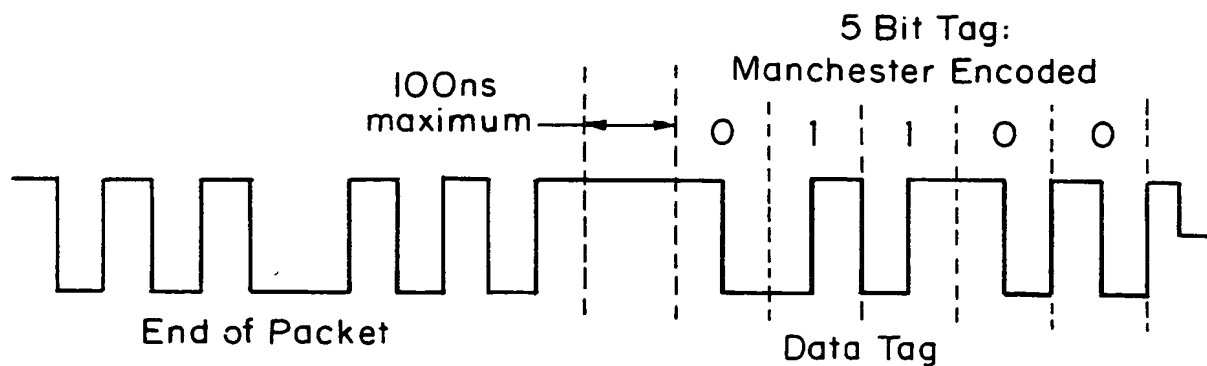 5 Bit Tag:
Manchester Encoded
100ns
maximum
0 1 1 0 0
End of Packet
Data Tag